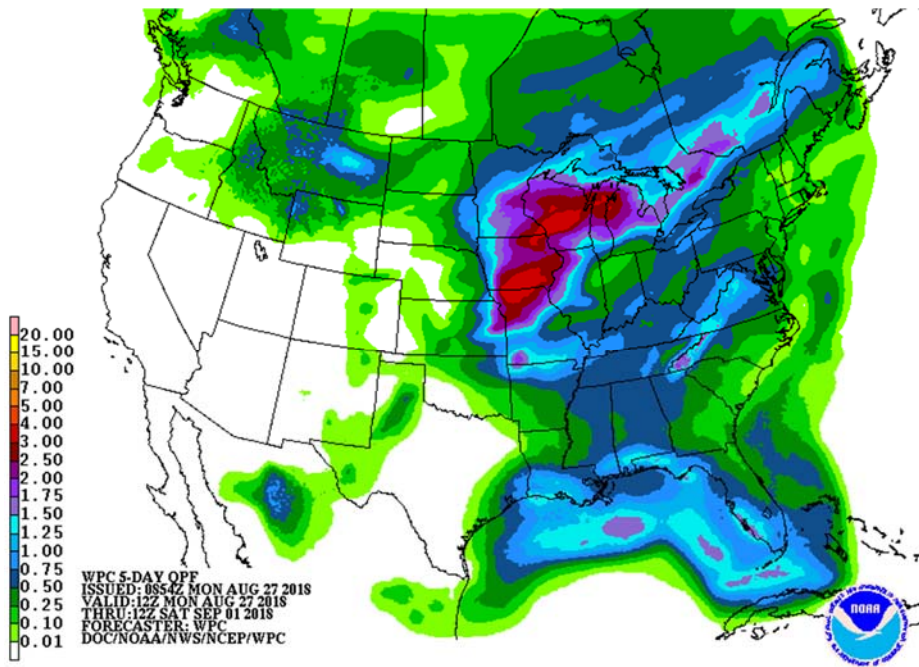 20.00
15.00
10.00
7.00
5.00
4.00
3.00
2.50
2.00
1.75
1.50
1.25
1.00
0.75
0.50
0.25
0.10
0.01
WPC 5-DAY QPF
ISSUED: 0854Z MON AUG 27 2018
VALID:12Z MON AUG 27 2018
THRU:12Z SAT SEP 01 2018
FORECASTER: WPC
DOC/NOAA/NWS/NCEP/WPC
NOAA